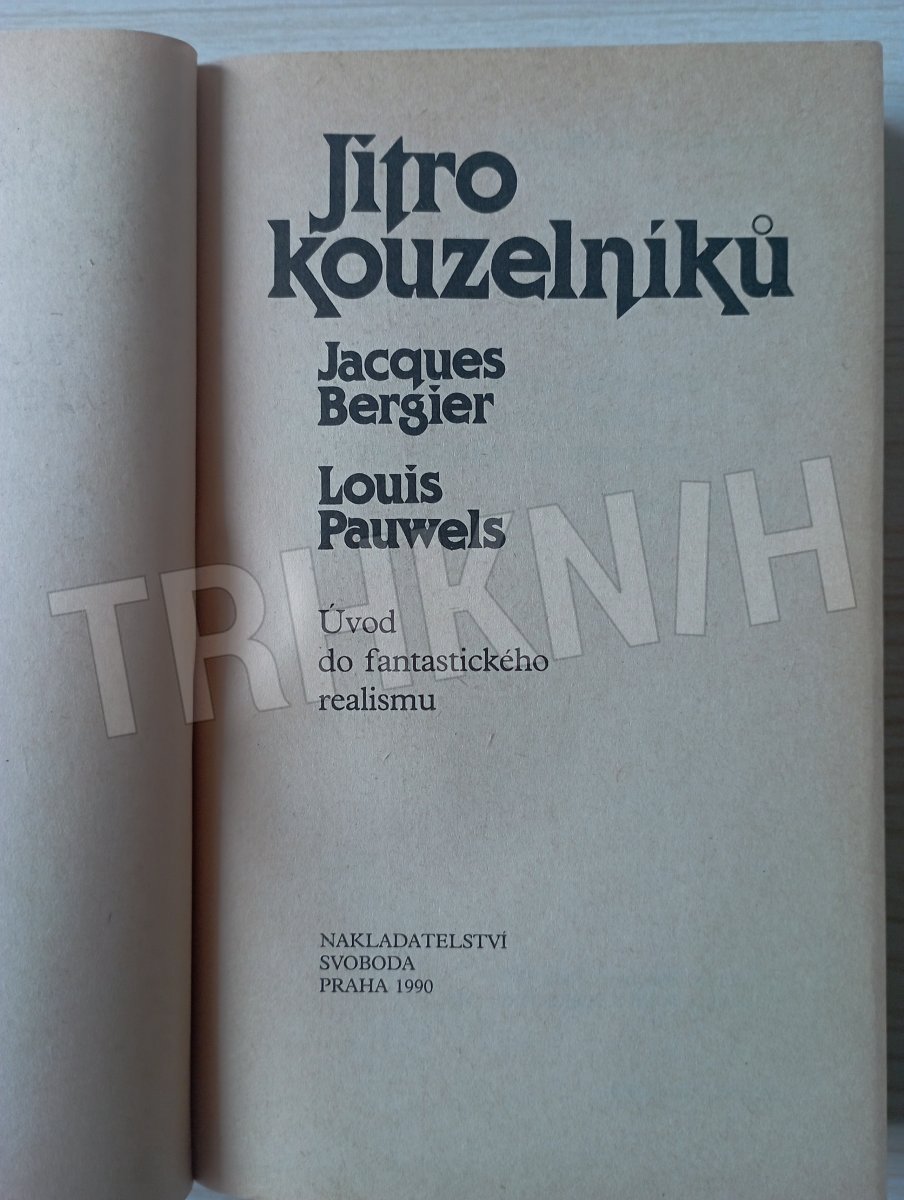 Jitro
kouzelníků
Jacques
Bergier
Louis
Pauwels
TRHKNIH
Úvod
do fantastického
realismu
NAKLADATELSTVÍ
SVOBODA
PRAHA 1990